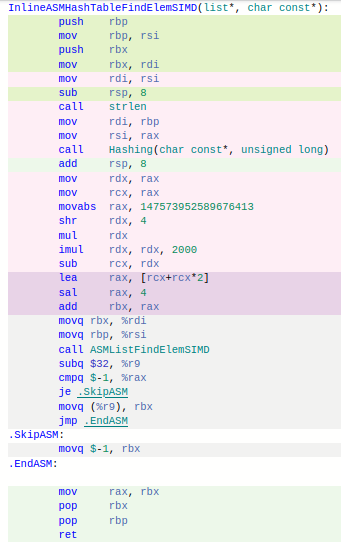 InlineASMHashTableFindElemSIMD(list*, char const*):
push rbp
mov rbp, rsi
push rbx
mov rbx, rdi
mov rdi, rsi
sub rsp, 8
call strlen
mov rdi, rbp
mov rsi, rax
call Hashing(char const*, unsigned long)
add rsp, 8
mov rdx, rax
mov rcx, rax
movabs rax, 147573952589676413
shr rdx, 4
mul rdx
imul rdx, rdx, 2000
sub rcx, rdx
lea rax, [rcx+rcx*2]
sal rax, 4
add rbx, rax
movq rbx, %rdi
movq rbp, %rsi
call ASMListFindElemSIMD
subq $32, %r9
cmpq $-1, %rax
je .SkipASM
movq (%r9), rbx
jmp .EndASM
.SkipASM:
movq $-1, rbx
.EndASM:
mov rax, rbx
pop rbx
pop rbp
ret